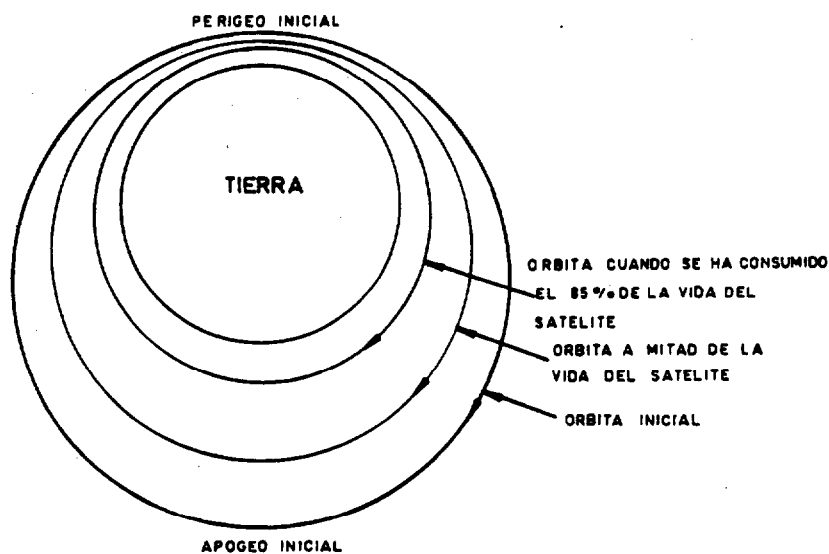 PERIGEO INICIAL
TIERRA
ORBITA CUANDO SE HA CONSUMIDO
EL 85 % DE LA VIDA DEL
SATELITE
ORBITA A MITAD DE LA
VIDA DEL SATELITE
ORBITA INICIAL
APOGEO INICIAL